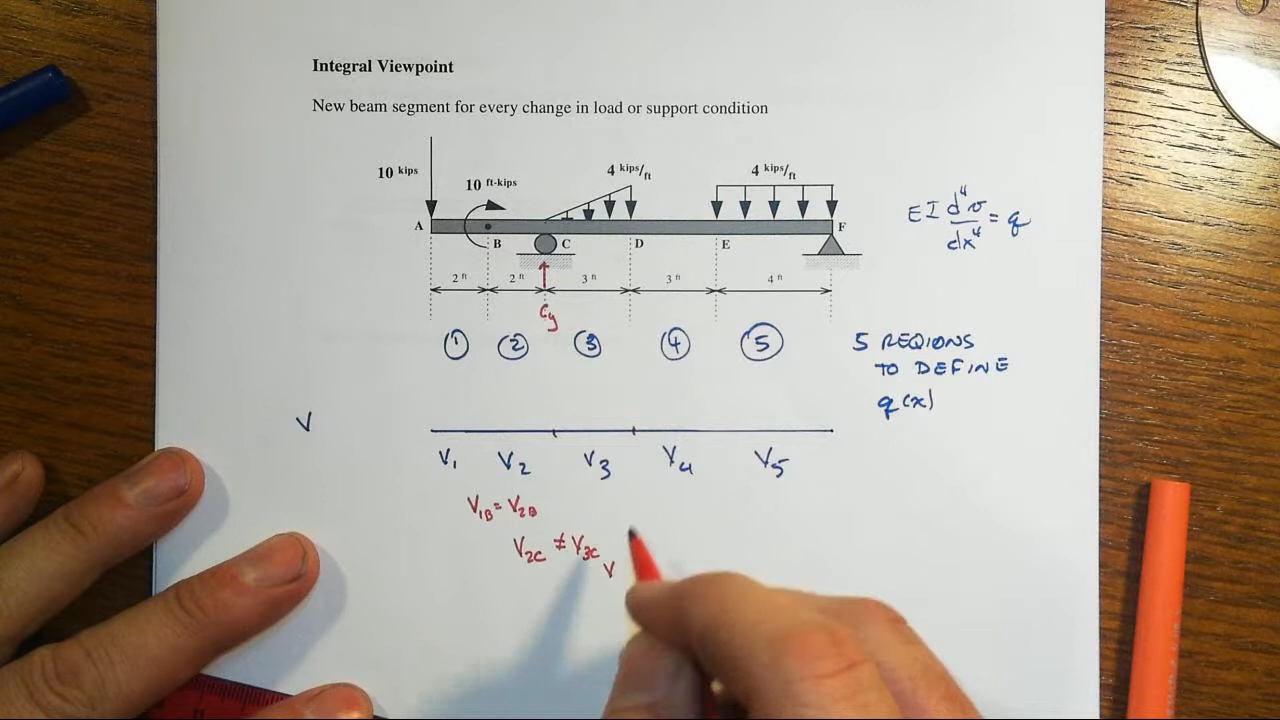 Integral Viewpoint
New beam segment for every change in load or support condition
10 kips
10 ft-kips
4 kips/ft
4 kips/ft
A
B
C
D
E
F
2 ft
2 ft
3 ft
3 ft
4 ft
EI d⁴v/dx⁴ = q
Cy
① ② ③ ④ ⑤
5 REGIONS
TO DEFINE
q(x)
V
V₁ V₂ V₃ V₄ V₅
V₁B = V₂B
V₂C ≠ V₃C
V